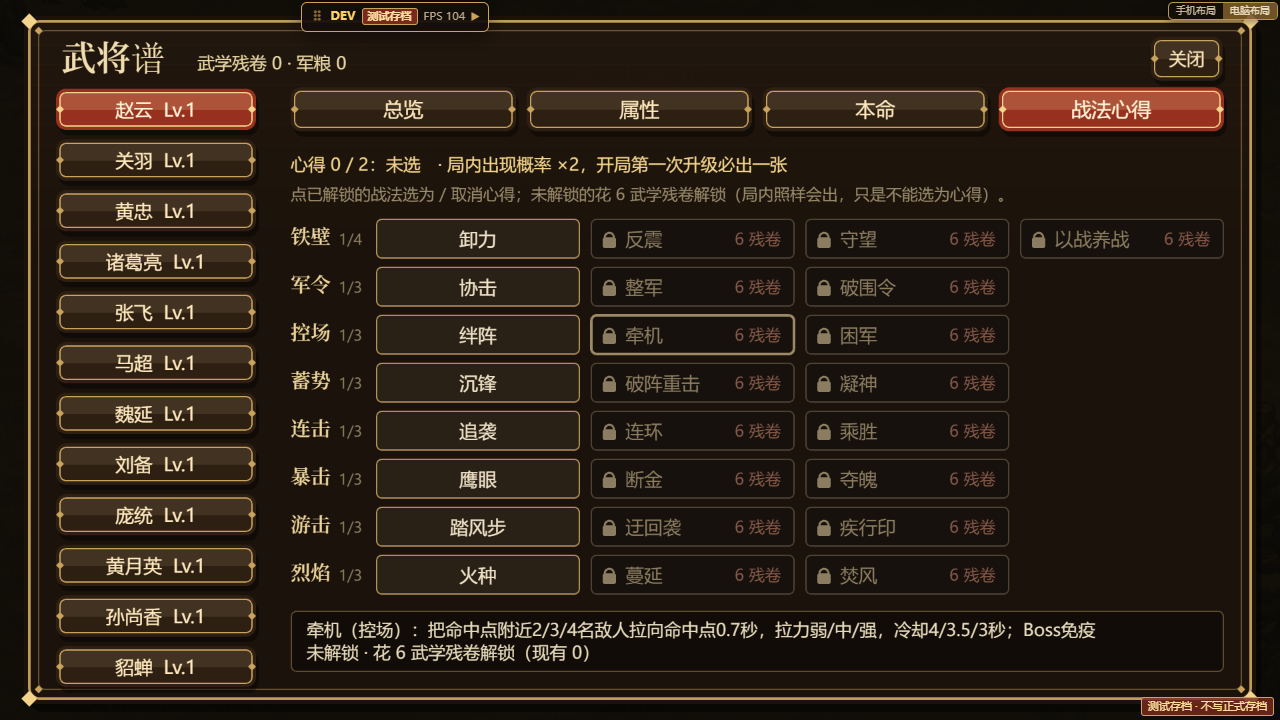 DEV 测试存档 FPS 104
手机布局 电脑布局
武将谱 武学残卷 0 · 军粮 0
关闭
赵云 Lv.1
关羽 Lv.1
黄忠 Lv.1
诸葛亮 Lv.1
张飞 Lv.1
马超 Lv.1
魏延 Lv.1
刘备 Lv.1
庞统 Lv.1
黄月英 Lv.1
孙尚香 Lv.1
貂蝉 Lv.1
总览 属性 本命 战法心得
心得 0 / 2：未选 · 局内出现概率 ×2，开局第一次升级必出一张
点已解锁的战法选为 / 取消心得；未解锁的花 6 武学残卷解锁（局内照样会出，只是不能选为心得）。
铁壁 1/4 卸力 反震 6 残卷 守望 6 残卷 以战养战 6 残卷
军令 1/3 协击 整军 6 残卷 破围令 6 残卷
控场 1/3 绊阵 牵机 6 残卷 困军 6 残卷
蓄势 1/3 沉锋 破阵重击 6 残卷 凝神 6 残卷
连击 1/3 追袭 连环 6 残卷 乘胜 6 残卷
暴击 1/3 鹰眼 断金 6 残卷 夺魄 6 残卷
游击 1/3 踏风步 迂回袭 6 残卷 疾行印 6 残卷
烈焰 1/3 火种 蔓延 6 残卷 焚风 6 残卷
牵机（控场）：把命中点附近2/3/4名敌人拉向命中点0.7秒，拉力弱/中/强，冷却4/3.5/3秒；Boss免疫
未解锁 · 花 6 武学残卷解锁（现有 0）
测试存档 · 不写正式存档